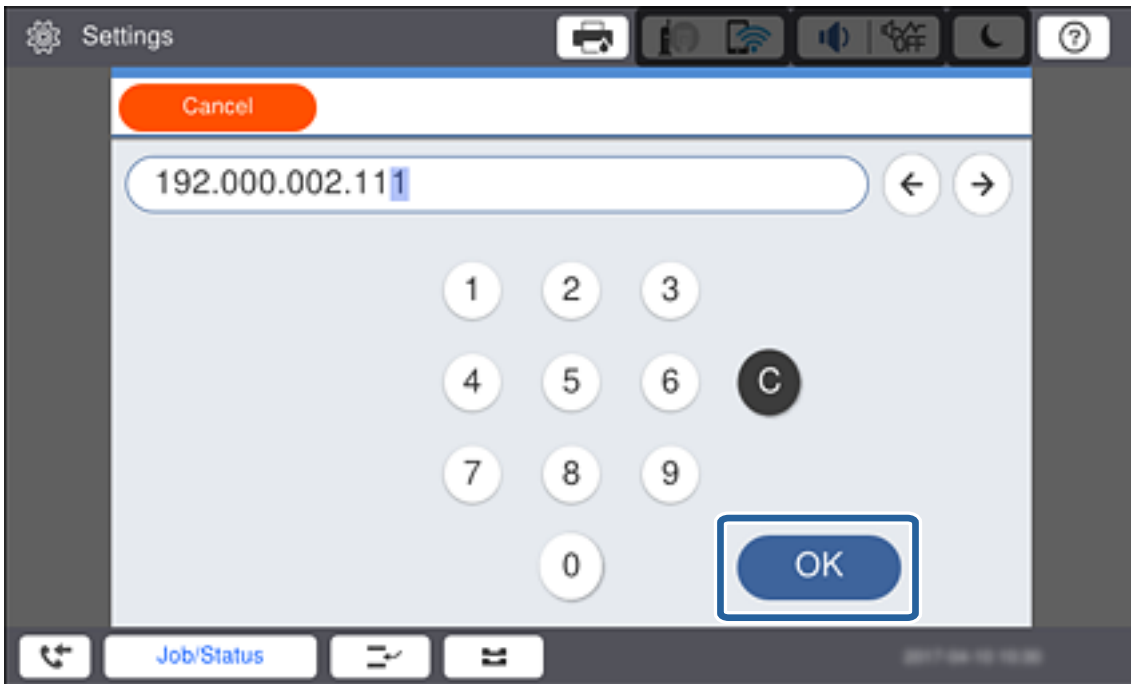 Settings
OFF
?
Cancel
192.000.002.111
1 2 3
4 5 6 C
7 8 9
0 OK
Job/Status